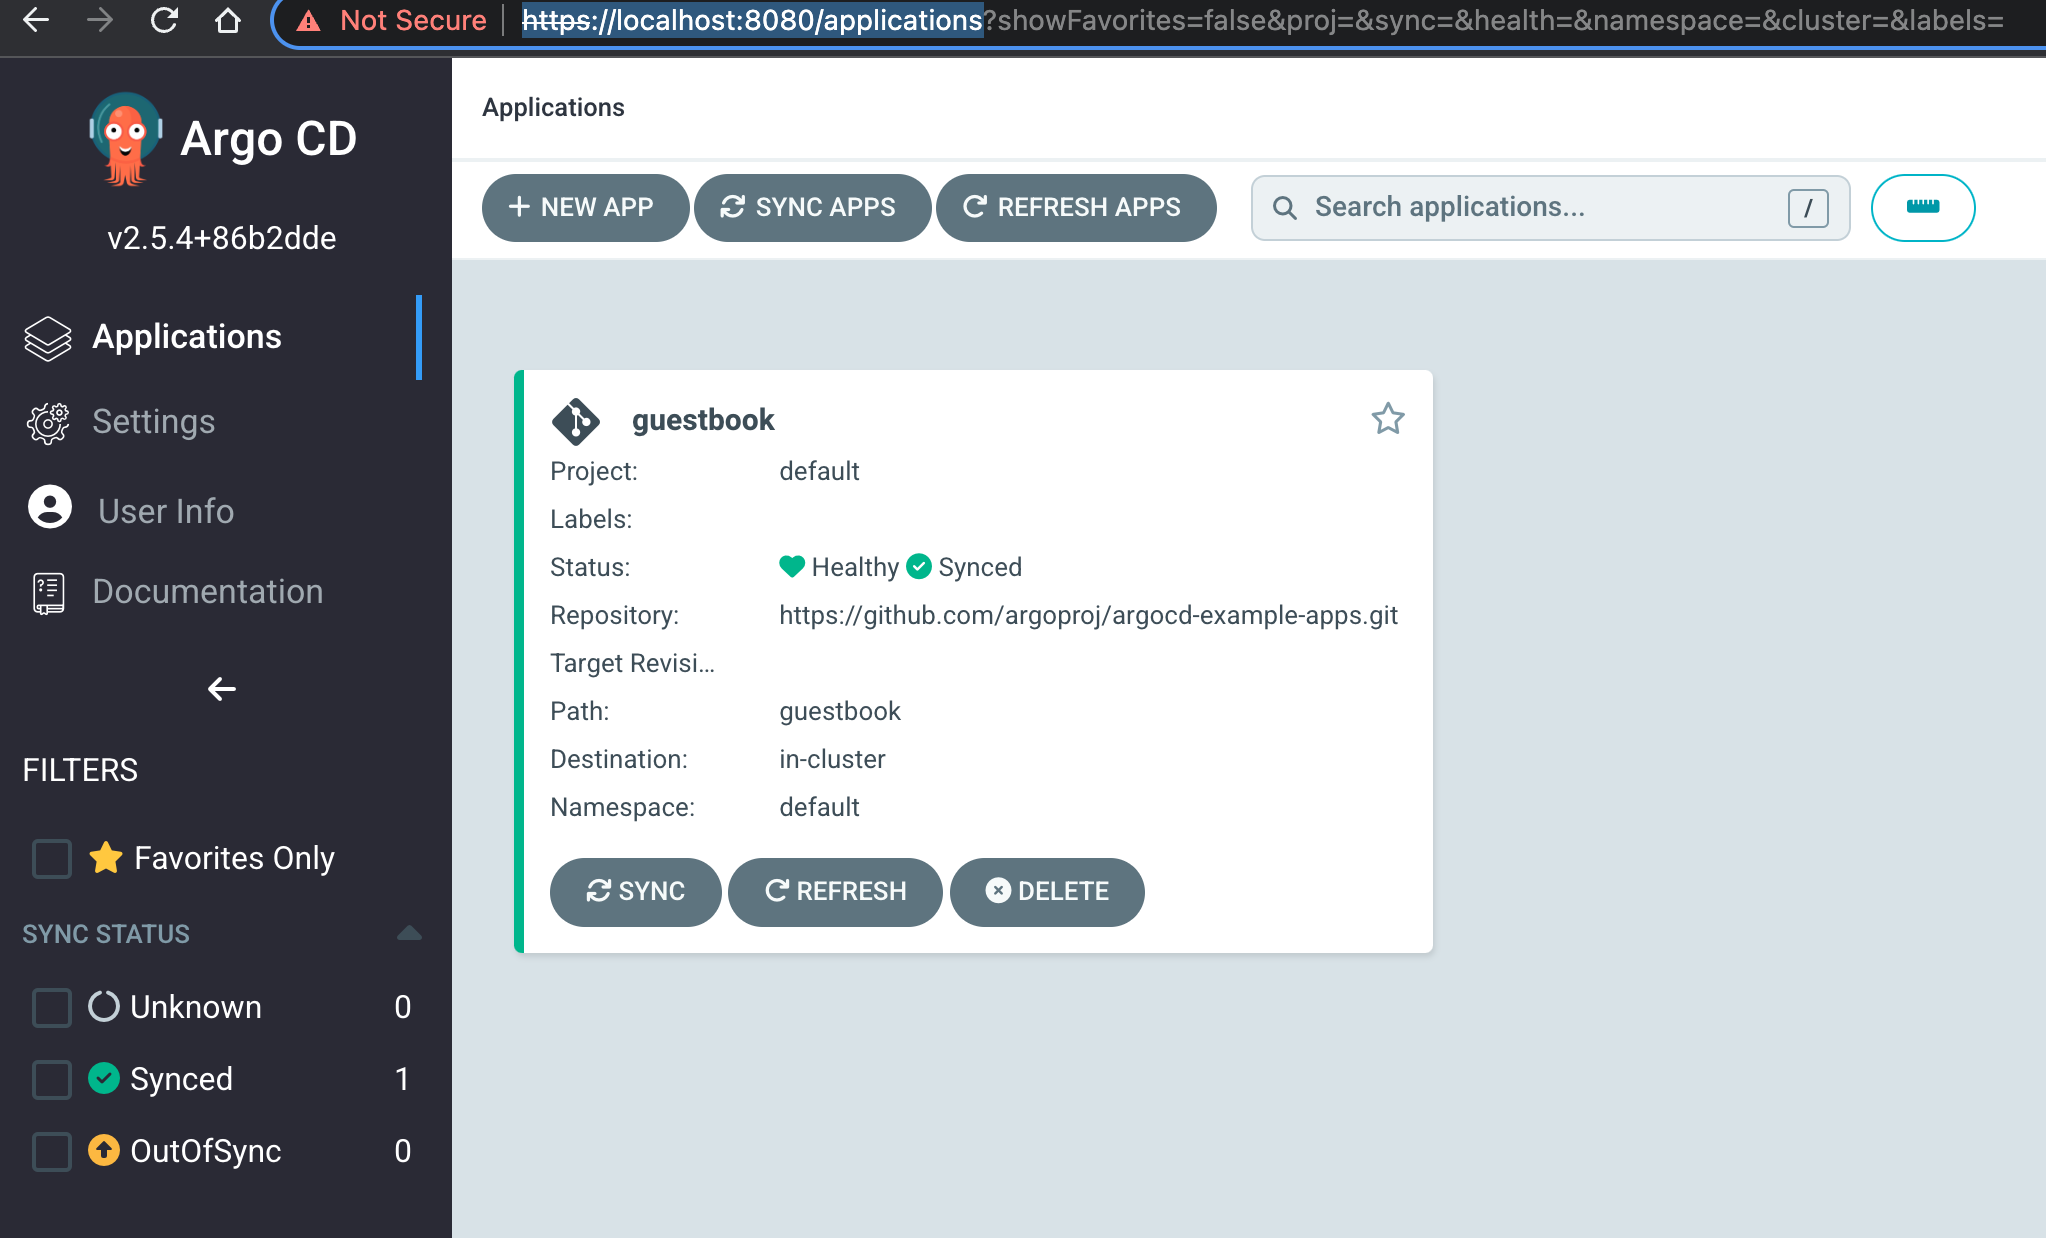 Not Secure https://localhost:8080/applications?showFavorites=false&proj=&sync=&health=&namespace=&cluster=&labels=
Argo CD
v2.5.4+86b2dde
Applications
Settings
User Info
Documentation
FILTERS
Favorites Only
SYNC STATUS
Unknown 0
Synced 1
OutOfSync 0
Applications
NEW APP SYNC APPS REFRESH APPS Search applications... /
guestbook
Project: default
Labels:
Status: Healthy Synced
Repository: https://github.com/argoproj/argocd-example-apps.git
Target Revisi...
Path: guestbook
Destination: in-cluster
Namespace: default
SYNC REFRESH DELETE